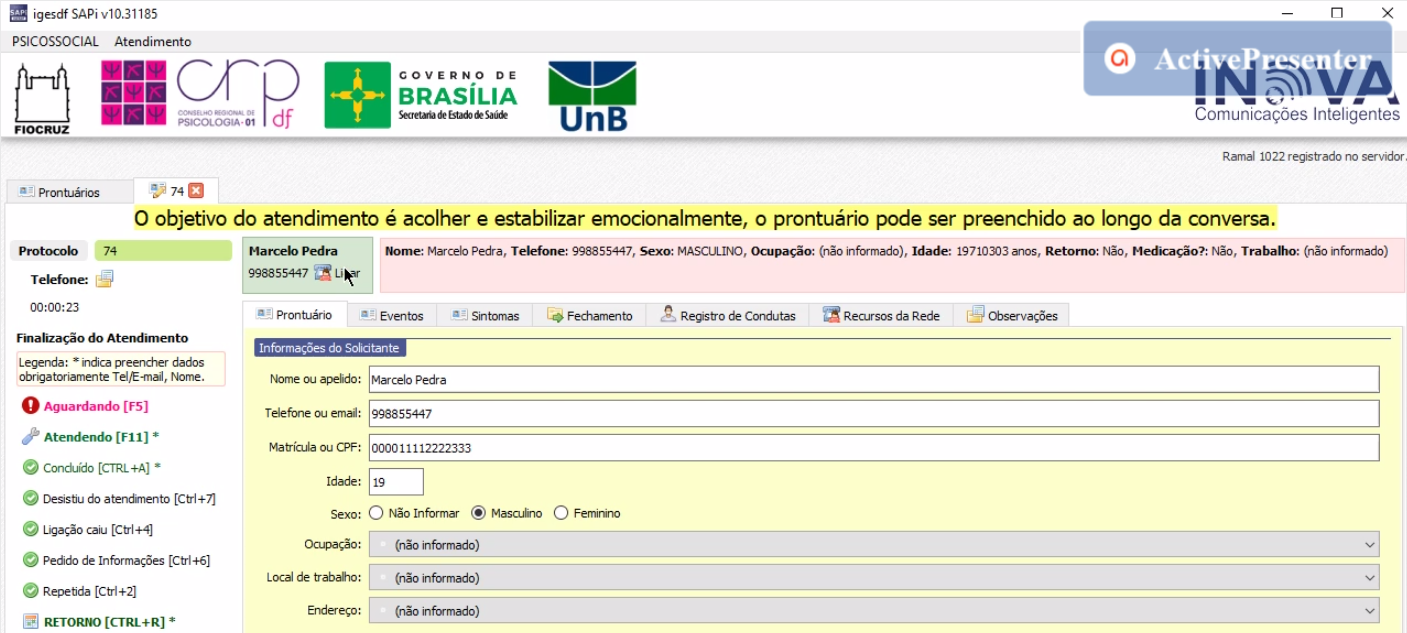 igesdf SAPi v10.31185
PSICOSSOCIAL Atendimento
ActivePresenter
FIOCRUZ
crp df
CONSELHO REGIONAL DE
PSICOLOGIA - 01
GOVERNO DE
BRASÍLIA
Secretaria de Estado de Saúde
UnB
INOVA
Comunicações Inteligentes
Ramal 1022 registrado no servidor.
Prontuários 74
O objetivo do atendimento é acolher e estabilizar emocionalmente, o prontuário pode ser preenchido ao longo da conversa.
Protocolo 74
Telefone:
00:00:23
Marcelo Pedra
998855447 Ligar
Nome: Marcelo Pedra, Telefone: 998855447, Sexo: MASCULINO, Ocupação: (não informado), Idade: 19710303 anos, Retorno: Não, Medicação?: Não, Trabalho: (não informado)
Finalização do Atendimento
Legenda: * indica preencher dados
obrigatoriamente Tel/E-mail, Nome.
Aguardando [F5]
Atendendo [F11] *
Concluído [CTRL+A] *
Desistiu do atendimento [Ctrl+7]
Ligação caiu [Ctrl+4]
Pedido de Informações [Ctrl+6]
Repetida [Ctrl+2]
RETORNO [CTRL+R] *
Prontuário Eventos Sintomas Fechamento Registro de Condutas Recursos da Rede Observações
Informações do Solicitante
Nome ou apelido: Marcelo Pedra
Telefone ou email: 998855447
Matrícula ou CPF: 000011112222333
Idade: 19
Sexo: Não Informar Masculino Feminino
Ocupação: (não informado)
Local de trabalho: (não informado)
Endereço: (não informado)